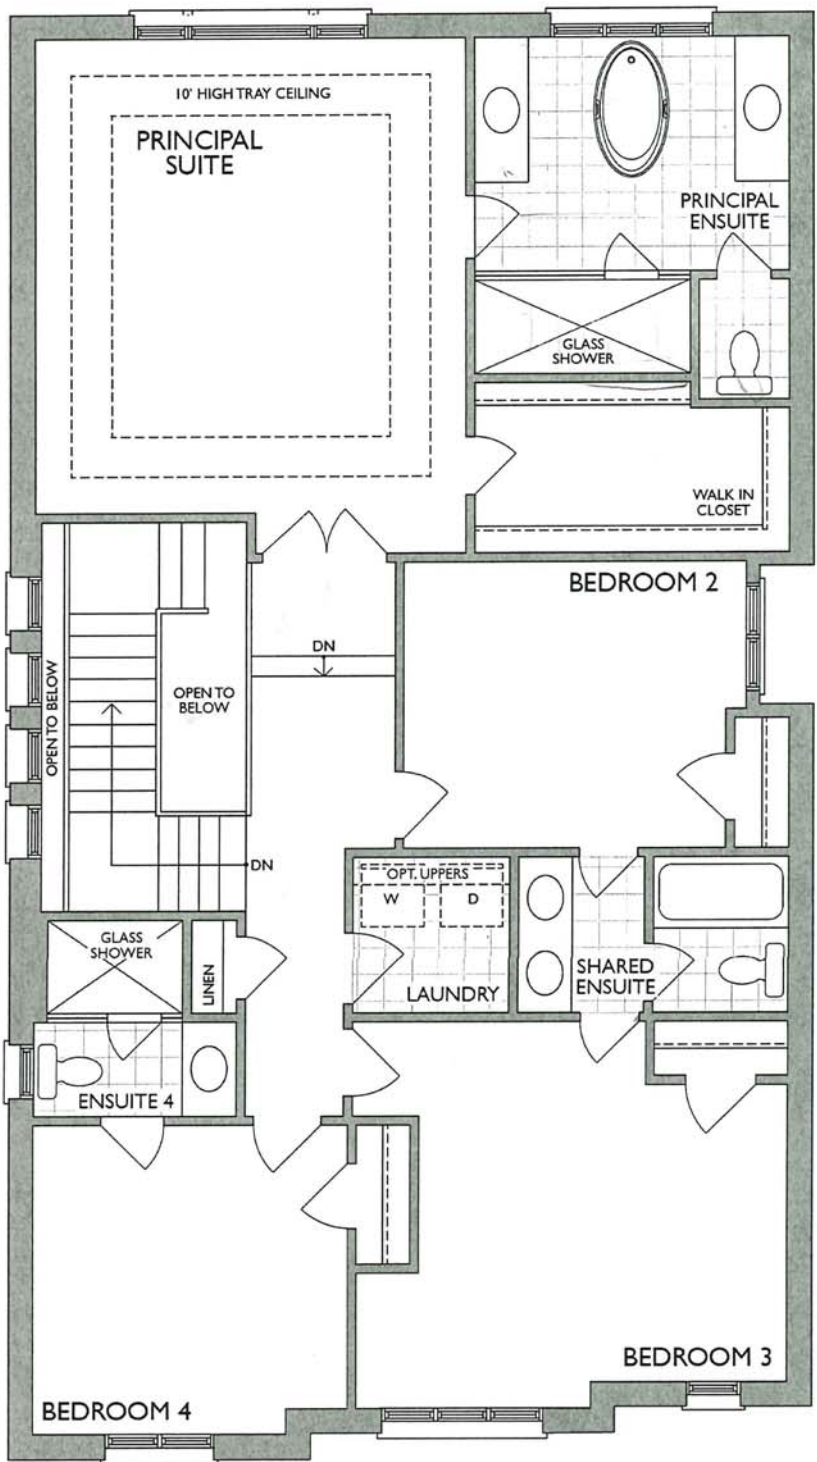 10' HIGH TRAY CEILING
PRINCIPAL
SUITE
PRINCIPAL
ENSUITE
GLASS
SHOWER
WALK IN
CLOSET
BEDROOM 2
DN
OPEN TO BELOW
OPEN TO
BELOW
DN
OPT. UPPERS
W
D
LAUNDRY
SHARED
ENSUITE
GLASS
SHOWER
LINEN
ENSUITE 4
BEDROOM 3
BEDROOM 4